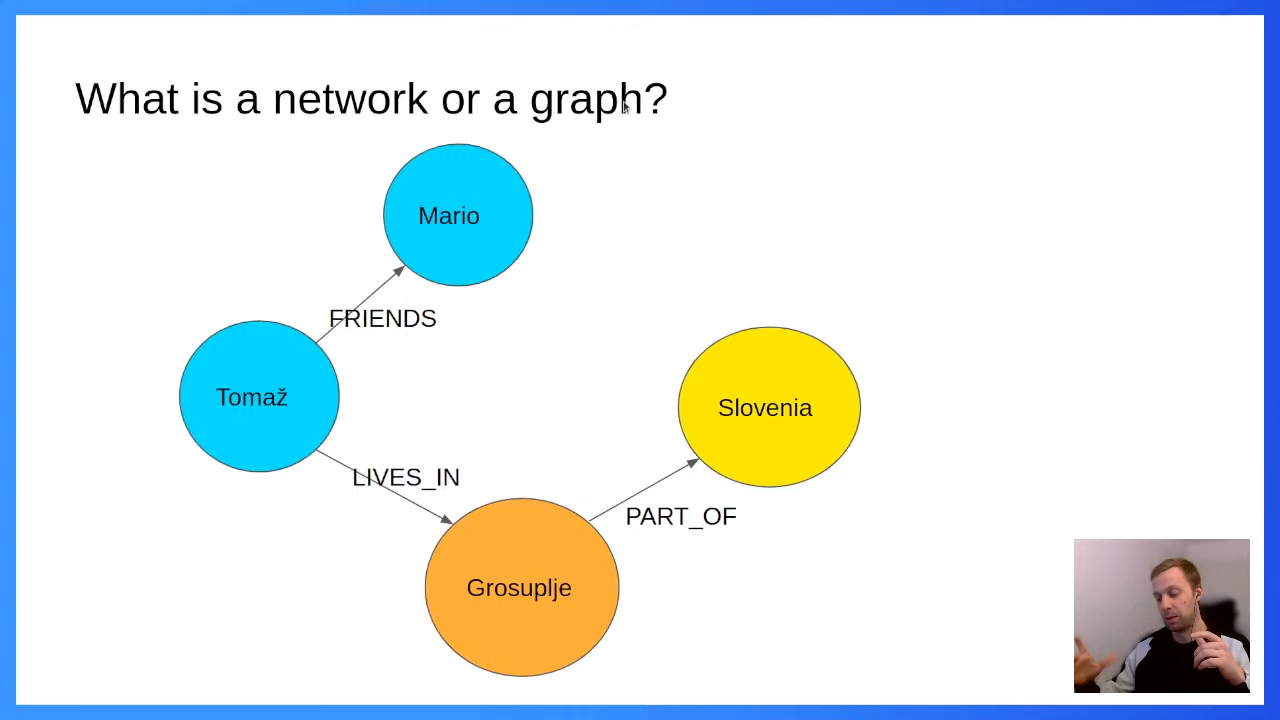 What is a network or a graph?
Mario
FRIENDS
Tomaž
Slovenia
LIVES_IN
PART_OF
Grosuplje